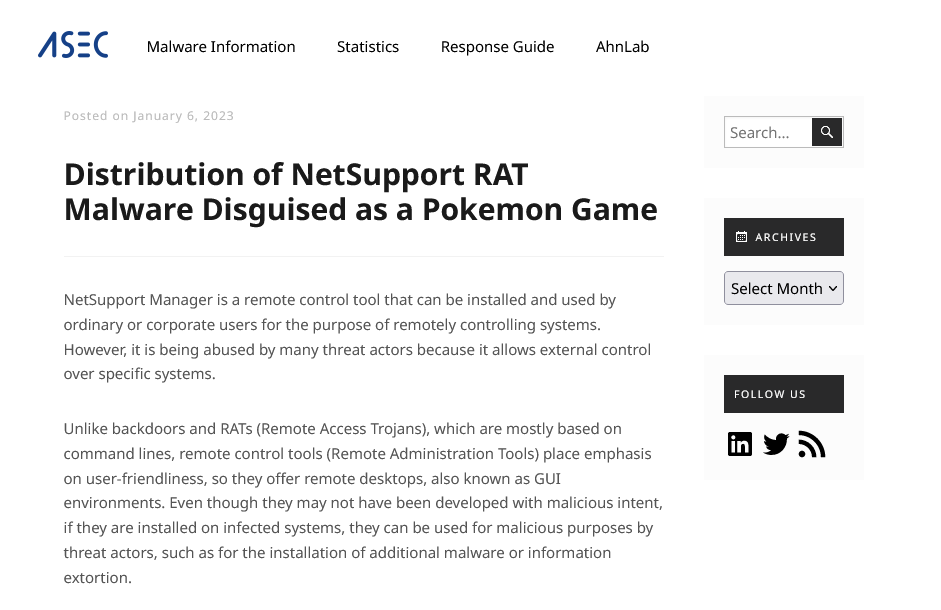 ASEC
Malware Information
Statistics
Response Guide
AhnLab
Posted on January 6, 2023
Distribution of NetSupport RAT
Malware Disguised as a Pokemon Game
NetSupport Manager is a remote control tool that can be installed and used by
ordinary or corporate users for the purpose of remotely controlling systems.
However, it is being abused by many threat actors because it allows external control
over specific systems.
Unlike backdoors and RATs (Remote Access Trojans), which are mostly based on
command lines, remote control tools (Remote Administration Tools) place emphasis
on user-friendliness, so they offer remote desktops, also known as GUI
environments. Even though they may not have been developed with malicious intent,
if they are installed on infected systems, they can be used for malicious purposes by
threat actors, such as for the installation of additional malware or information
extortion.
Search...
ARCHIVES
Select Month
FOLLOW US
in